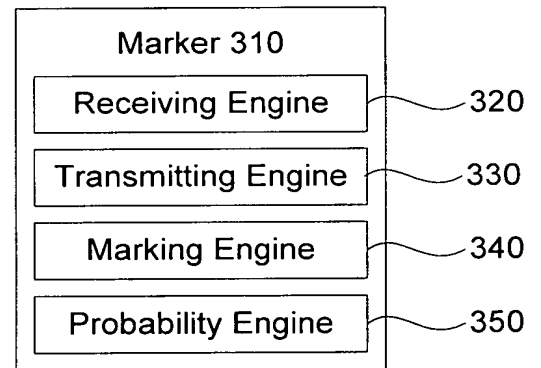 Marker 310
Receiving Engine 320
Transmitting Engine 330
Marking Engine 340
Probability Engine 350